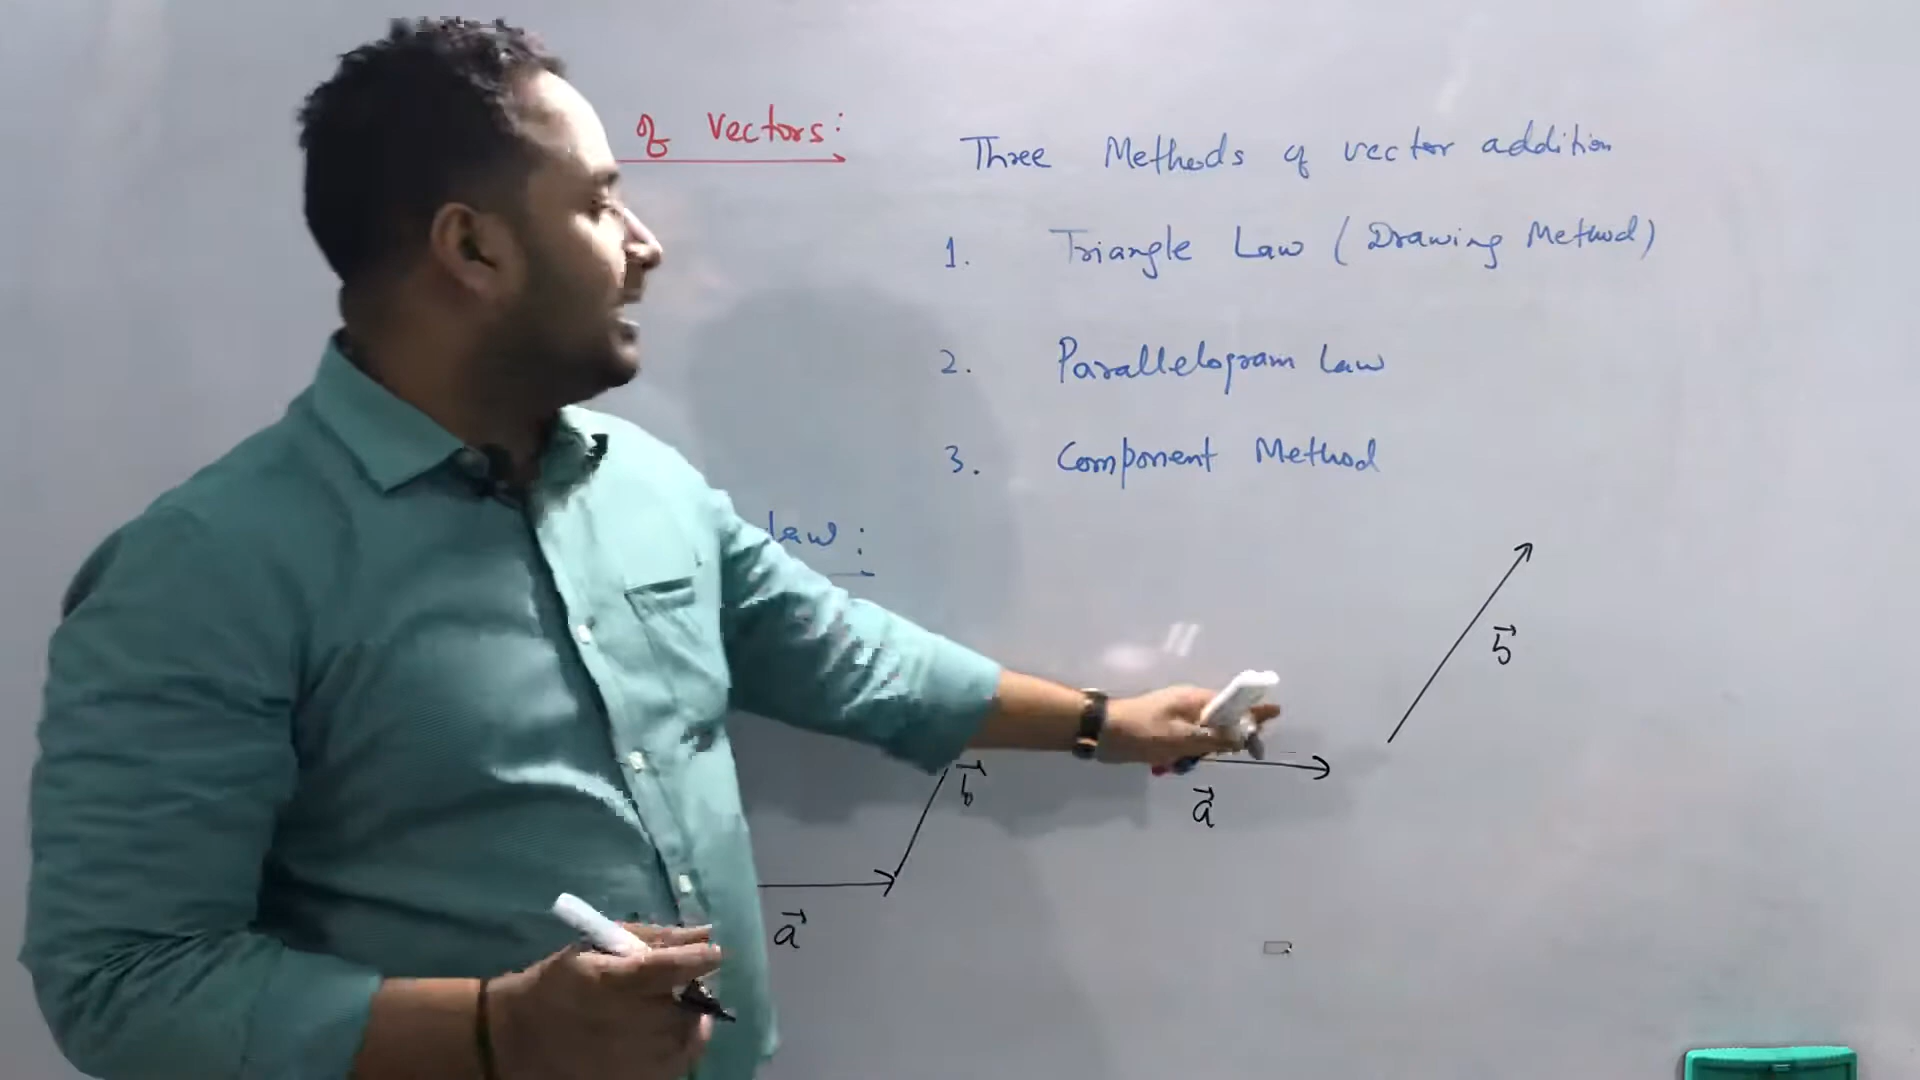 of Vectors:
Three Methods of vector addition
1. Triangle Law (Drawing Method)
2. Parallelogram Law
3. Component Method
Law:
b
b
a
a